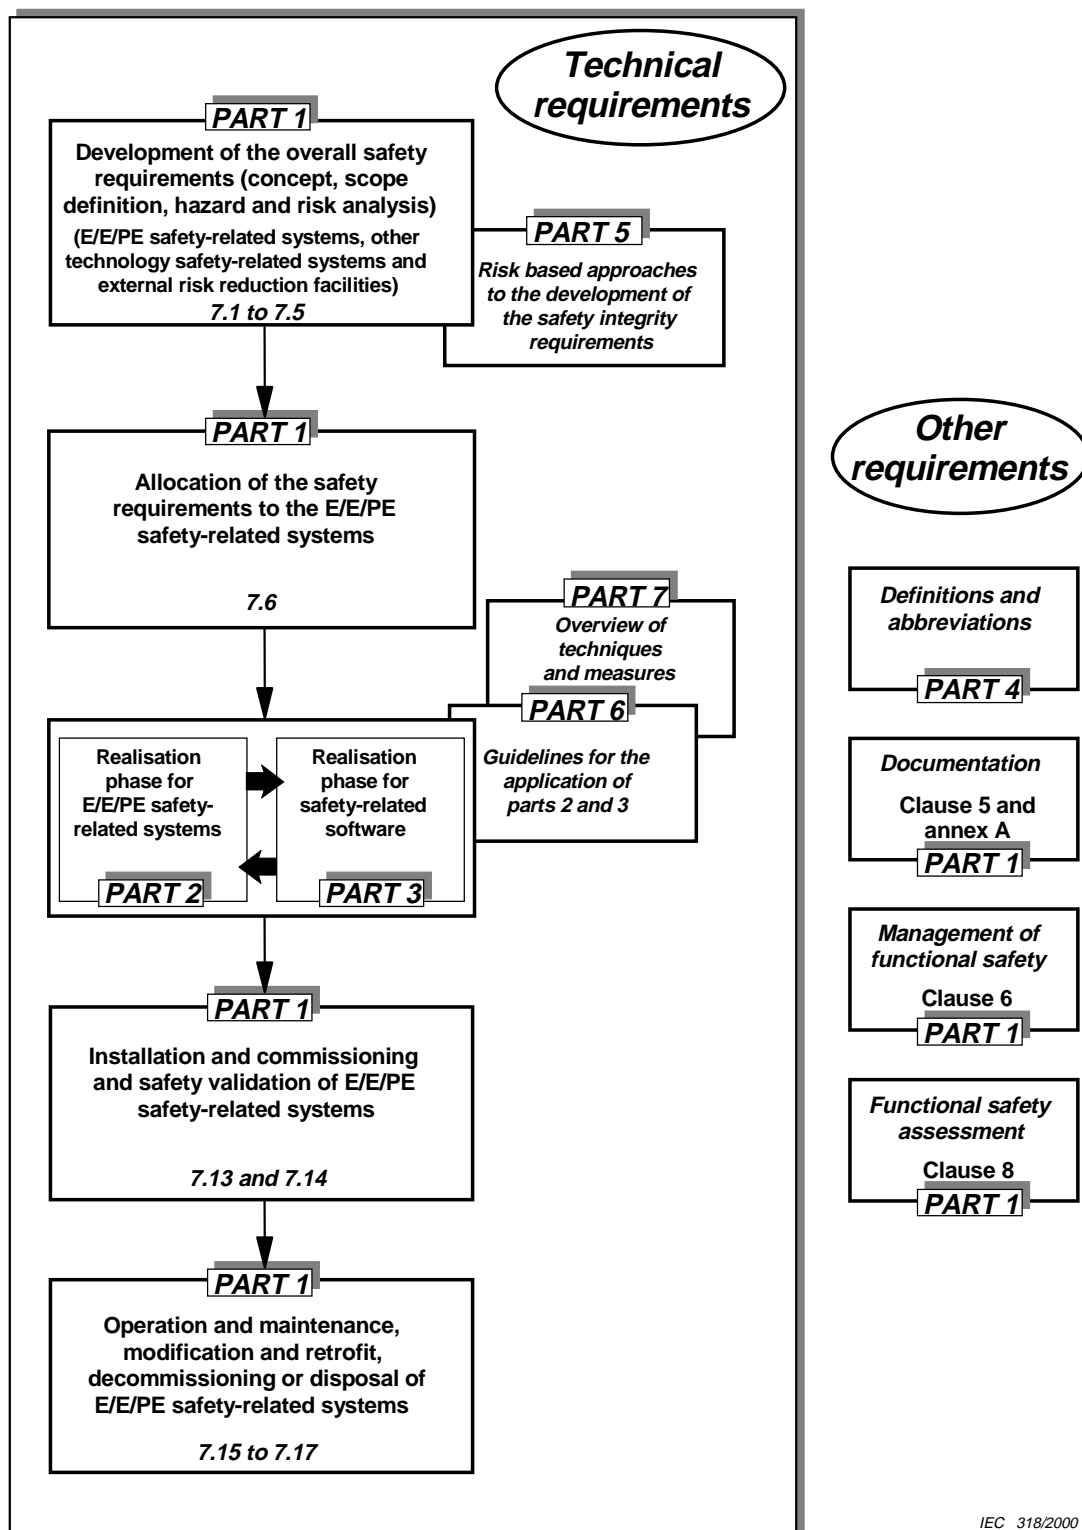 Technical
requirements
PART 1
Development of the overall safety
requirements (concept, scope
definition, hazard and risk analysis)
(E/E/PE safety-related systems, other
technology safety-related systems and
external risk reduction facilities)
7.1 to 7.5
PART 5
Risk based approaches
to the development of
the safety integrity
requirements
PART 1
Allocation of the safety
requirements to the E/E/PE
safety-related systems
7.6
PART 7
Overview of
techniques
and measures
PART 6
Guidelines for the
application of
parts 2 and 3
Realisation
phase for
E/E/PE safety-
related systems
PART 2
Realisation
phase for
safety-related
software
PART 3
PART 1
Installation and commissioning
and safety validation of E/E/PE
safety-related systems
7.13 and 7.14
PART 1
Operation and maintenance,
modification and retrofit,
decommissioning or disposal of
E/E/PE safety-related systems
7.15 to 7.17
Other
requirements
Definitions and
abbreviations
PART 4
Documentation
Clause 5 and
annex A
PART 1
Management of
functional safety
Clause 6
PART 1
Functional safety
assessment
Clause 8
PART 1
IEC 318/2000